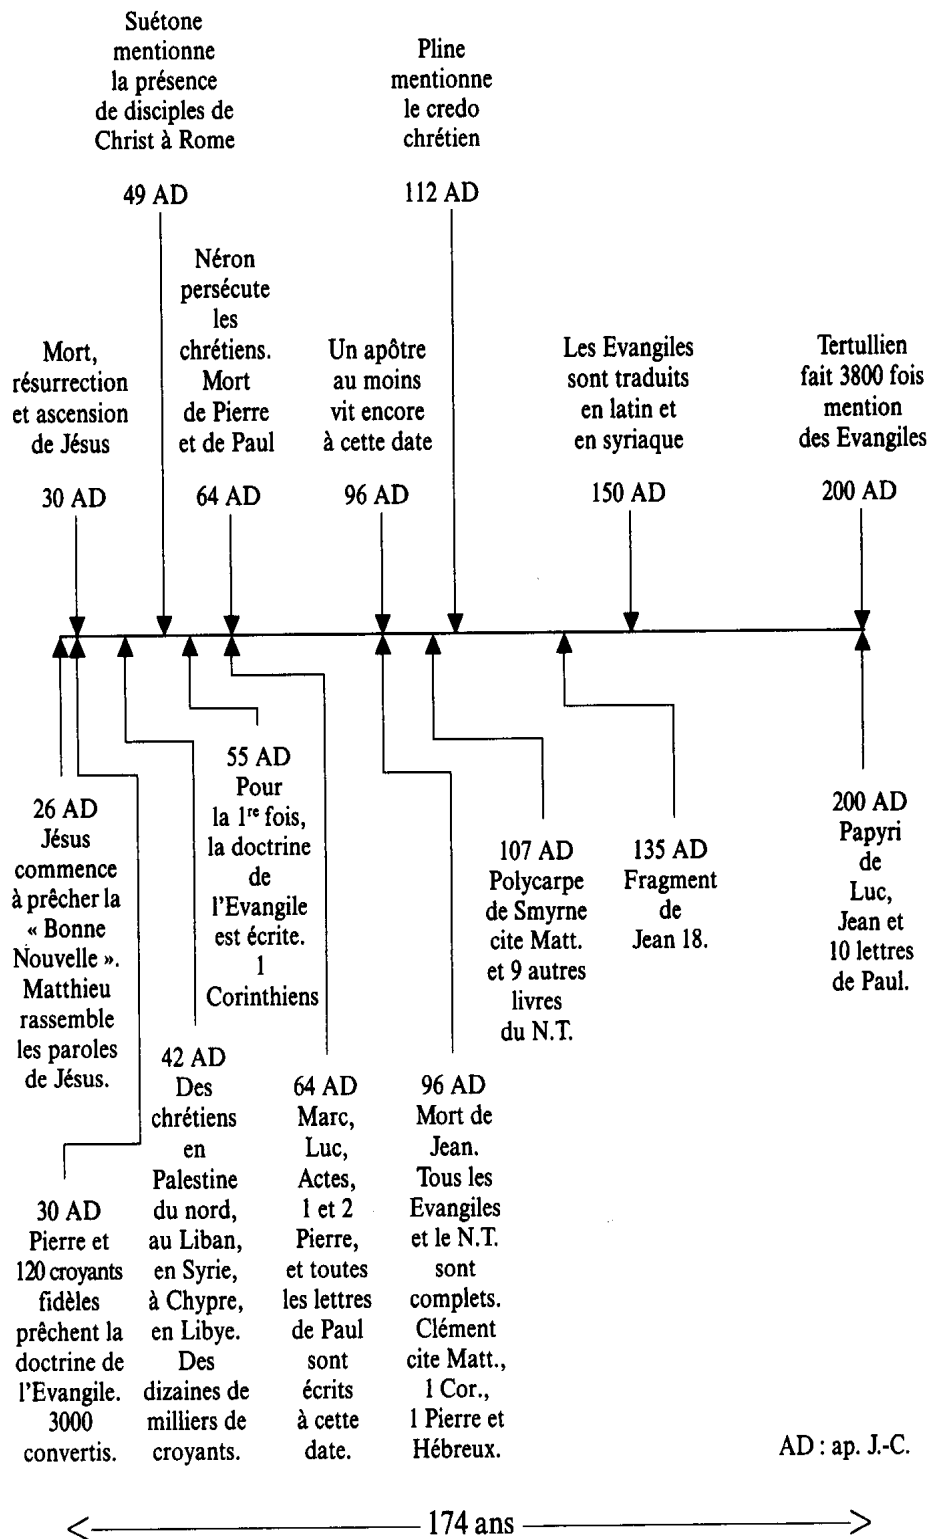 Suétone
mentionne
la présence
de disciples de
Christ à Rome
49 AD
Pline
mentionne
le credo
chrétien
112 AD
Mort,
résurrection
et ascension
de Jésus
30 AD
Néron
persécute
les
chrétiens.
Mort
de Pierre
et de Paul
64 AD
Un apôtre
au moins
vit encore
à cette date
96 AD
Les Evangiles
sont traduits
en latin et
en syriaque
150 AD
Tertullien
fait 3800 fois
mention
des Evangiles
200 AD
26 AD
Jésus
commence
à prêcher la
« Bonne
Nouvelle ».
Matthieu
rassemble
les paroles
de Jésus.
30 AD
Pierre et
120 croyants
fidèles
prêchent la
doctrine de
l'Evangile.
3000
convertis.
42 AD
Des
chrétiens
en
Palestine
du nord,
au Liban,
en Syrie,
à Chypre,
en Libye.
Des
dizaines de
milliers de
croyants.
55 AD
Pour
la 1re fois,
la doctrine
de
l'Evangile
est écrite.
1
Corinthiens
64 AD
Marc,
Luc,
Actes,
1 et 2
Pierre,
et toutes
les lettres
de Paul
sont
écrits
à cette
date.
96 AD
Mort de
Jean.
Tous les
Evangiles
et le N.T.
sont
complets.
Clément
cite Matt.,
1 Cor.,
1 Pierre et
Hébreux.
107 AD
Polycarpe
de Smyrne
cite Matt.
et 9 autres
livres
du N.T.
135 AD
Fragment
de
Jean 18.
200 AD
Papyri
de
Luc,
Jean et
10 lettres
de Paul.
AD : ap. J.-C.
174 ans